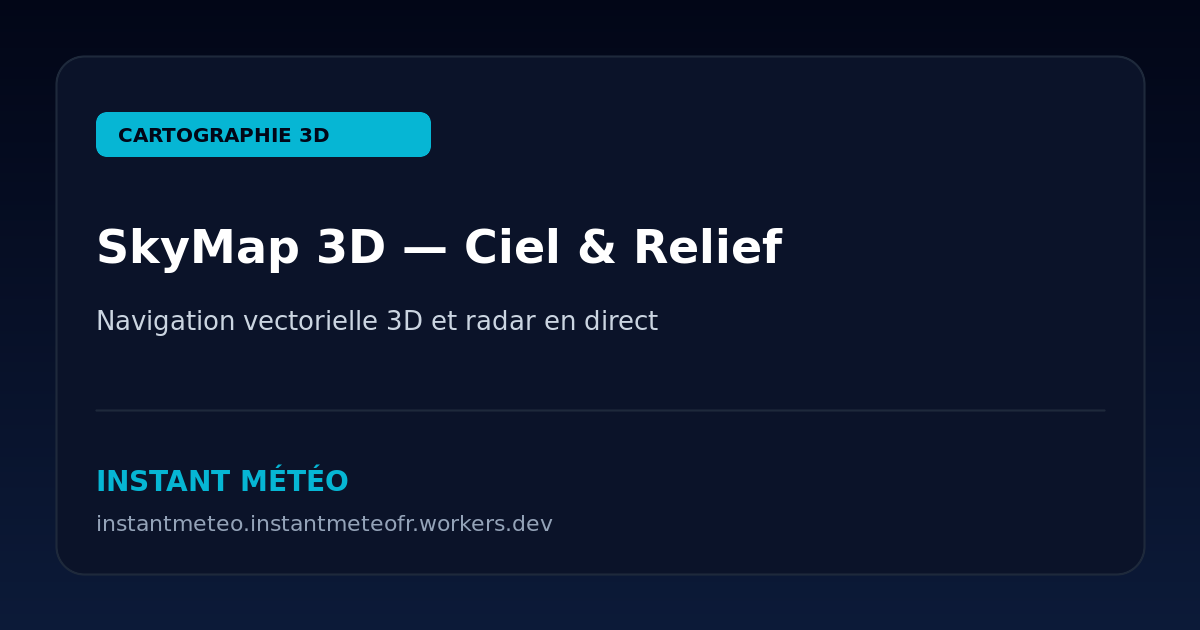 CARTOGRAPHIE 3D
SkyMap 3D — Ciel & Relief
Navigation vectorielle 3D et radar en direct
INSTANT MÉTÉO
instantmeteo.instantmeteofr.workers.dev